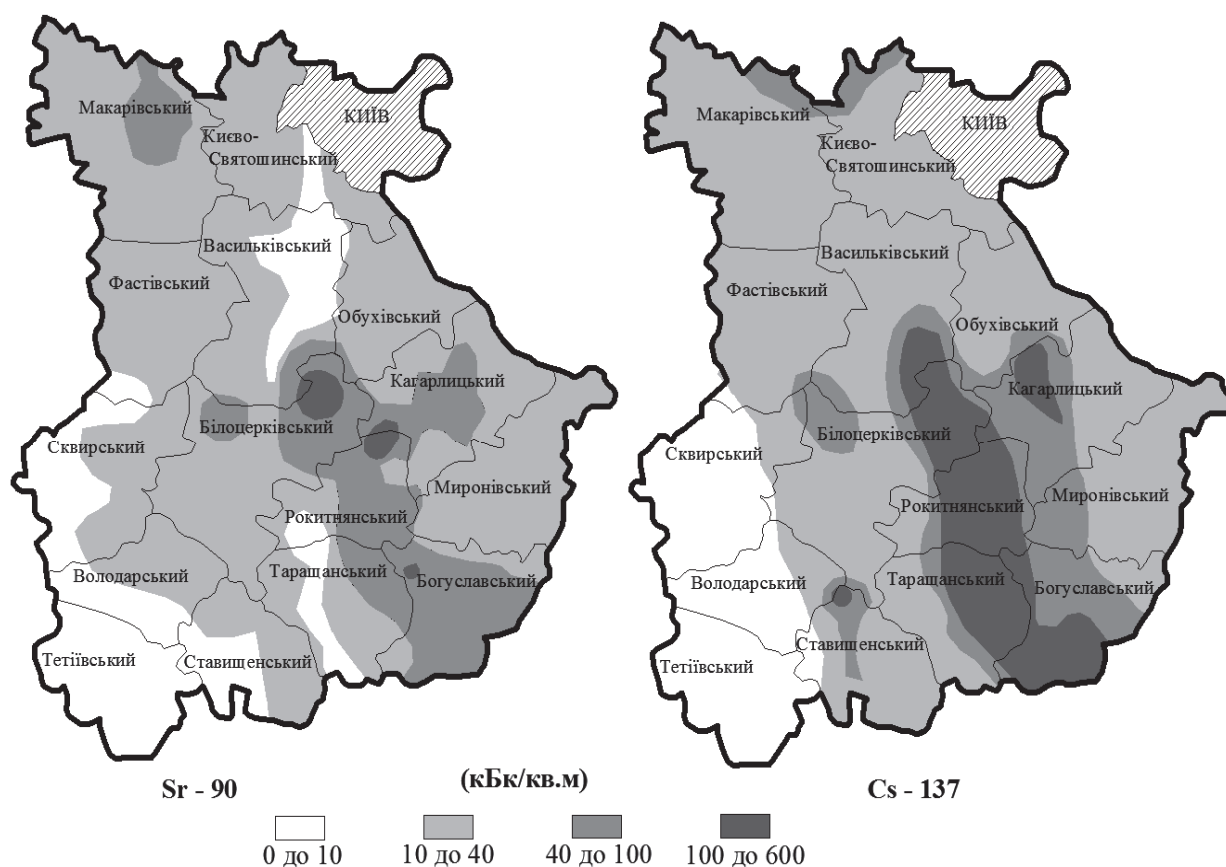 Макарівський
КИЇВ
Києво-
Святошинський
Васильківський
Фастівський
Обухівський
Кагарлицький
Білоцерківський
Сквирський
Миронівський
Рокитнянський
Таращанський
Володарський
Богуславський
Ставищенський
Тетіївський
Макарівський
КИЇВ
Києво-
Святошинський
Васильківський
Фастівський
Обухівський
Кагарлицький
Білоцерківський
Сквирський
Миронівський
Рокитнянський
Таращанський
Володарський
Богуславський
Ставищенський
Тетіївський
Sr - 90
(кБк/кв.м)
Cs - 137
0 до 10
10 до 40
40 до 100
100 до 600